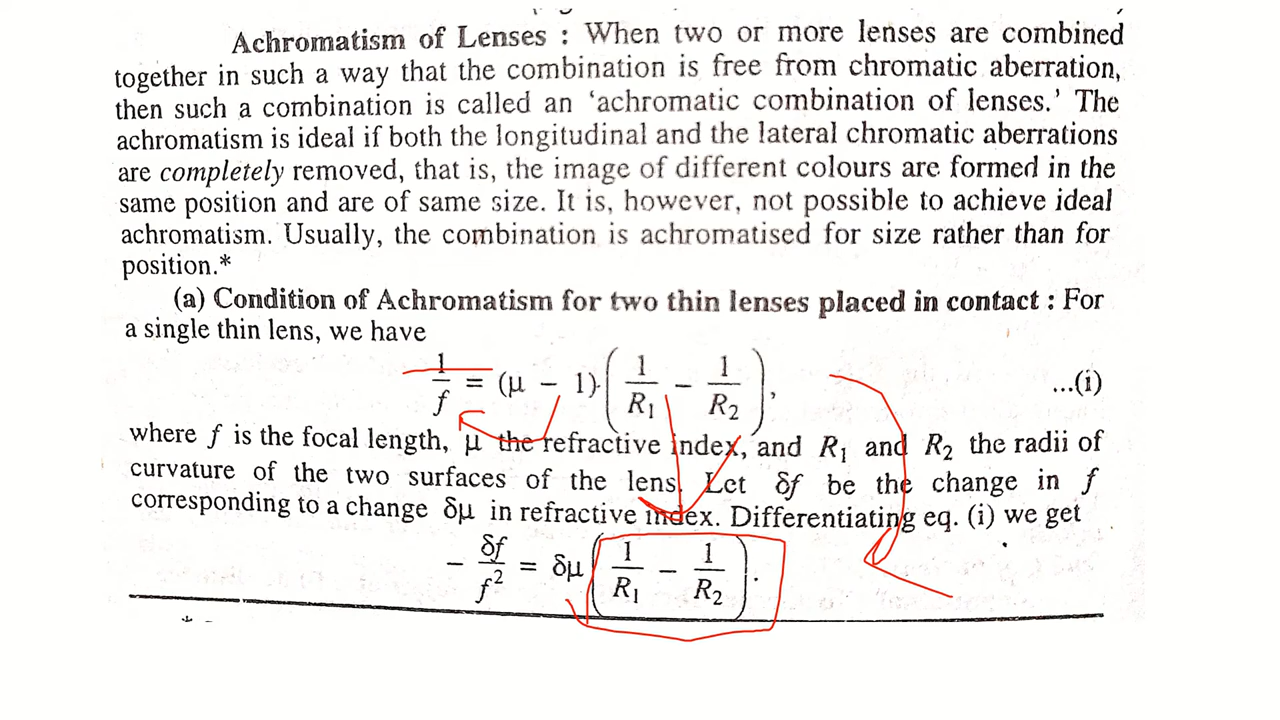 Achromatism of Lenses : When two or more lenses are combined
together in such a way that the combination is free from chromatic aberration,
then such a combination is called an ‘achromatic combination of lenses.’ The
achromatism is ideal if both the longitudinal and the lateral chromatic aberrations
are completely removed, that is, the image of different colours are formed in the
same position and are of same size. It is, however, not possible to achieve ideal
achromatism. Usually, the combination is achromatised for size rather than for
position.*
(a) Condition of Achromatism for two thin lenses placed in contact : For
a single thin lens, we have
1/f = (μ − 1) (1/R₁ − 1/R₂), ...(i)
where f is the focal length, μ the refractive index, and R₁ and R₂ the radii of
curvature of the two surfaces of the lens. Let δf be the change in f
corresponding to a change δμ in refractive index. Differentiating eq. (i) we get
− δf/f² = δμ (1/R₁ − 1/R₂).